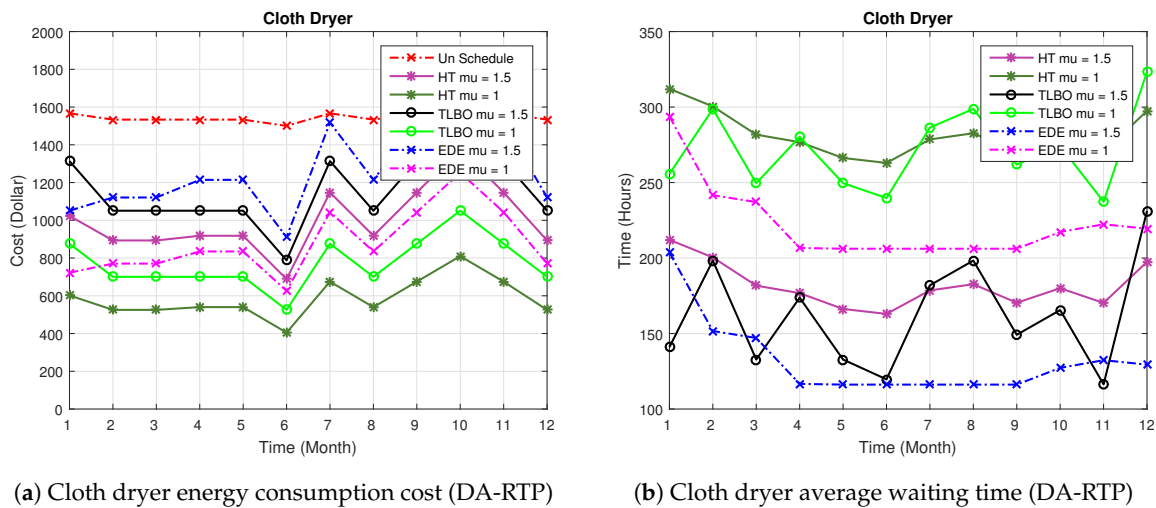 Cloth Dryer
Cost (Dollar)
2000
1800
1600
1400
1200
1000
800
600
400
200
0
Un Schedule
HT mu = 1.5
HT mu = 1
TLBO mu = 1.5
TLBO mu = 1
EDE mu = 1.5
EDE mu = 1
1 2 3 4 5 6 7 8 9 10 11 12
Time (Month)
(a) Cloth dryer energy consumption cost (DA-RTP)
Cloth Dryer
Time (Hours)
350
300
250
200
150
100
HT mu = 1.5
HT mu = 1
TLBO mu = 1.5
TLBO mu = 1
EDE mu = 1.5
EDE mu = 1
1 2 3 4 5 6 7 8 9 10 11 12
Time (Month)
(b) Cloth dryer average waiting time (DA-RTP)